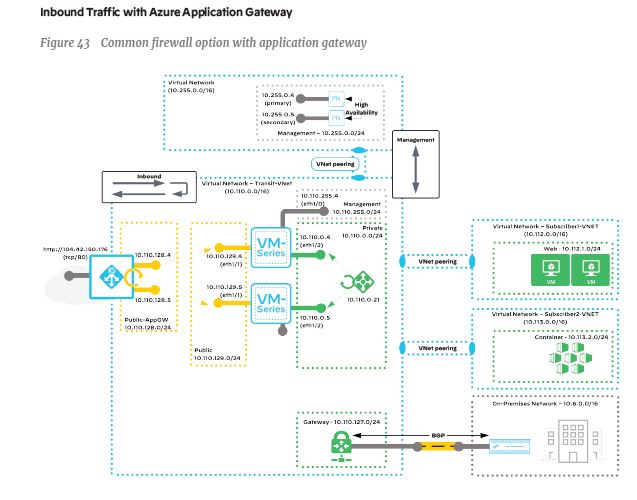 Inbound Traffic with Azure Application Gateway
Figure 43 Common firewall option with application gateway
Virtual Network
(10.255.0.0/16)
10.255.0.4
(primary)
PN
High
Availability
10.255.0.5
(secondary)
PN
Management – 10.255.0.0/24
Management
VNet peering
Inbound
Virtual Network – Transit-VNet
(10.110.0.0/16)
10.110.255.4
(eth1/0)
Management
10.110.255.0/24
Private
10.110.0.0/24
http://104.42.150.176
(tcp/80)
10.110.128.4
10.110.128.5
Public-AppGW
10.110.128.0/24
10.110.129.4
(eth1/1)
VM-
Series
10.110.0.4
(eth1/2)
10.110.129.5
(eth1/1)
VM-
Series
10.110.0.5
(eth1/2)
10.110.0.21
Public
10.110.129.0/24
VNet peering
Virtual Network – Subscriber1-VNET
(10.112.0.0/16)
Web - 10.112.1.0/24
VM
VM
VNet peering
Virtual Network – Subscriber2-VNET
(10.113.0.0/16)
Container - 10.113.2.0/24
Gateway - 10.110.127.0/24
BGP
On-Premises Network – 10.6.0.0/16